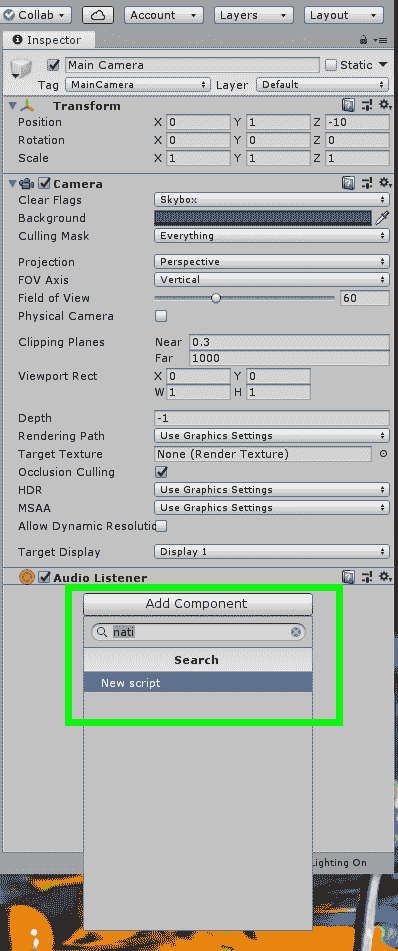 Collab Account Layers Layout
Inspector
Main Camera Static
Tag MainCamera Layer Default
Transform
Position X 0 Y 1 Z -10
Rotation X 0 Y 0 Z 0
Scale X 1 Y 1 Z 1
Camera
Clear Flags Skybox
Background
Culling Mask Everything
Projection Perspective
FOV Axis Vertical
Field of View 60
Physical Camera
Clipping Planes Near 0.3
Far 1000
Viewport Rect X 0 Y 0
W 1 H 1
Depth -1
Rendering Path Use Graphics Settings
Target Texture None (Render Texture)
Occlusion Culling
HDR Use Graphics Settings
MSAA Use Graphics Settings
Allow Dynamic Resolutic
Target Display Display 1
Audio Listener
Add Component
nati
Search
New script
Lighting On